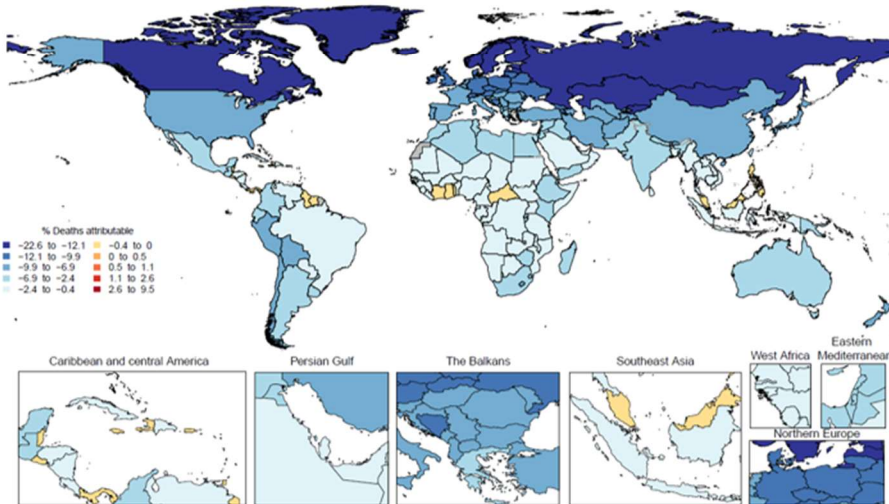 % Deaths attributable
−22.6 to −12.1
−12.1 to −9.9
−9.9 to −6.9
−6.9 to −2.4
−2.4 to −0.4
−0.4 to 0
0 to 0.5
0.5 to 1.1
1.1 to 2.6
2.6 to 9.5
Caribbean and central America
Persian Gulf
The Balkans
Southeast Asia
West Africa
Eastern
Mediterranean
Northern Europe